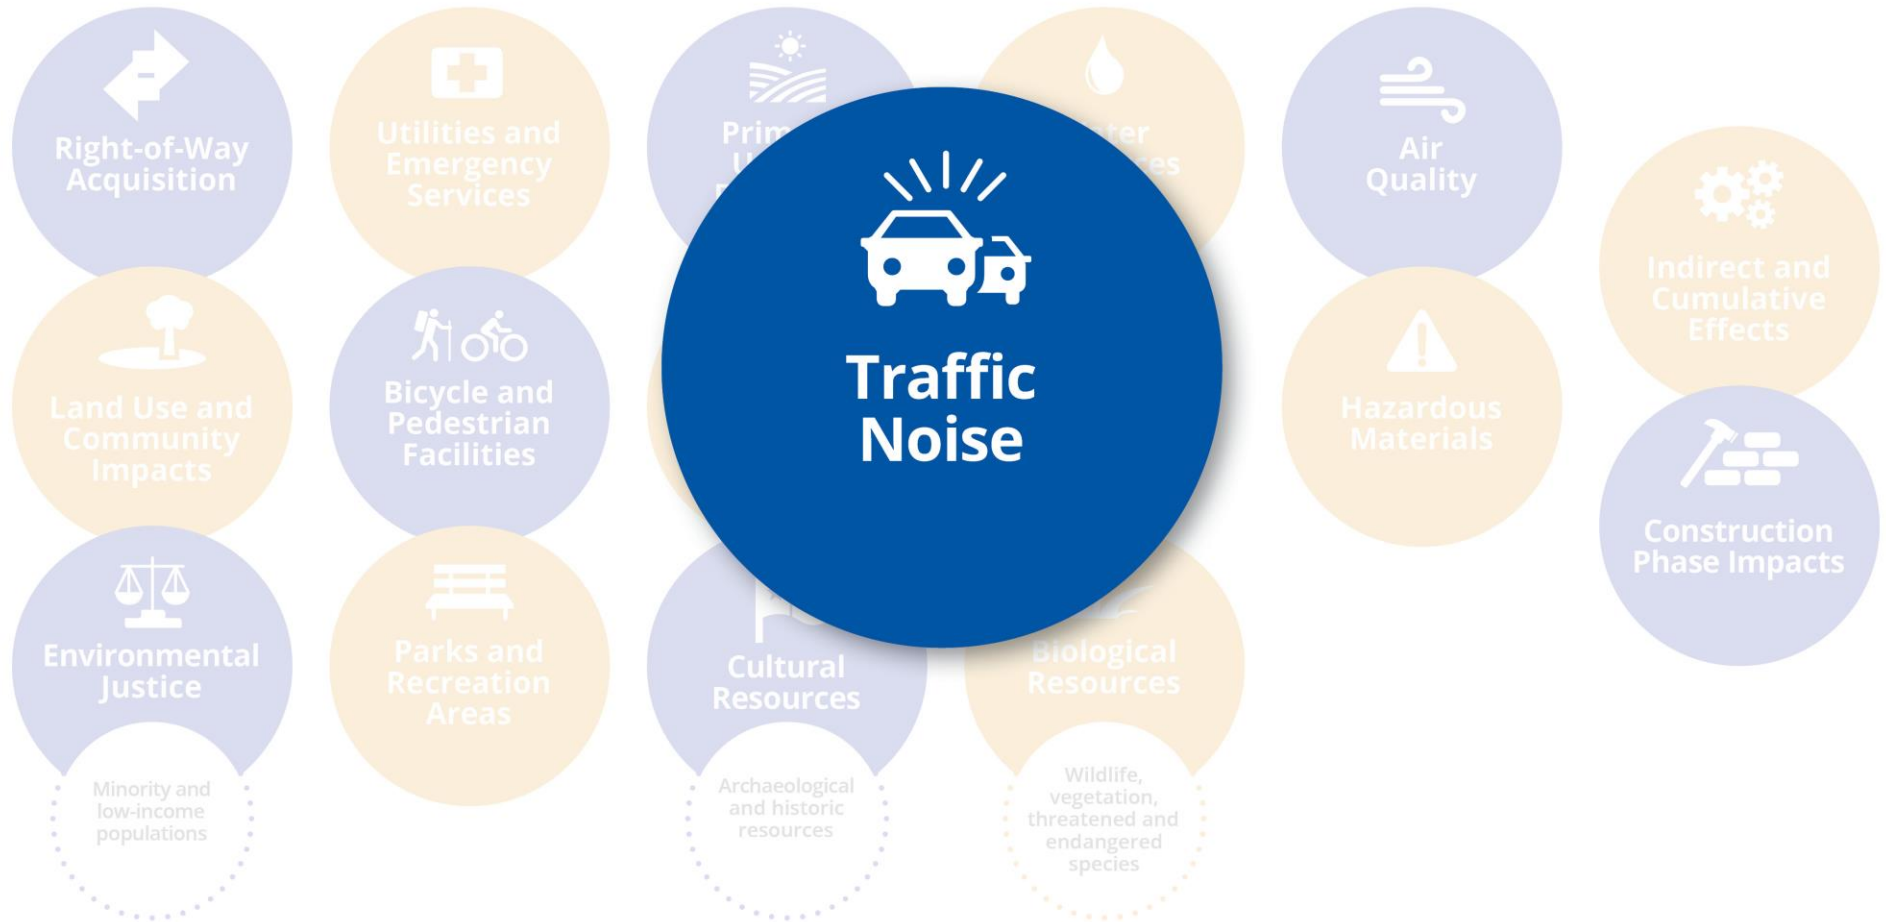 Right-of-Way
Acquisition
Land Use and
Community
Impacts
Environmental
Justice
Minority and
low-income
populations
Utilities and
Emergency
Services
Bicycle and
Pedestrian
Facilities
Parks and
Recreation
Areas
Traffic
Noise
Cultural
Resources
Archaeological
and historic
resources
Biological
Resources
Wildlife,
vegetation,
threatened and
endangered
species
Air
Quality
Hazardous
Materials
Indirect and
Cumulative
Effects
Construction
Phase Impacts